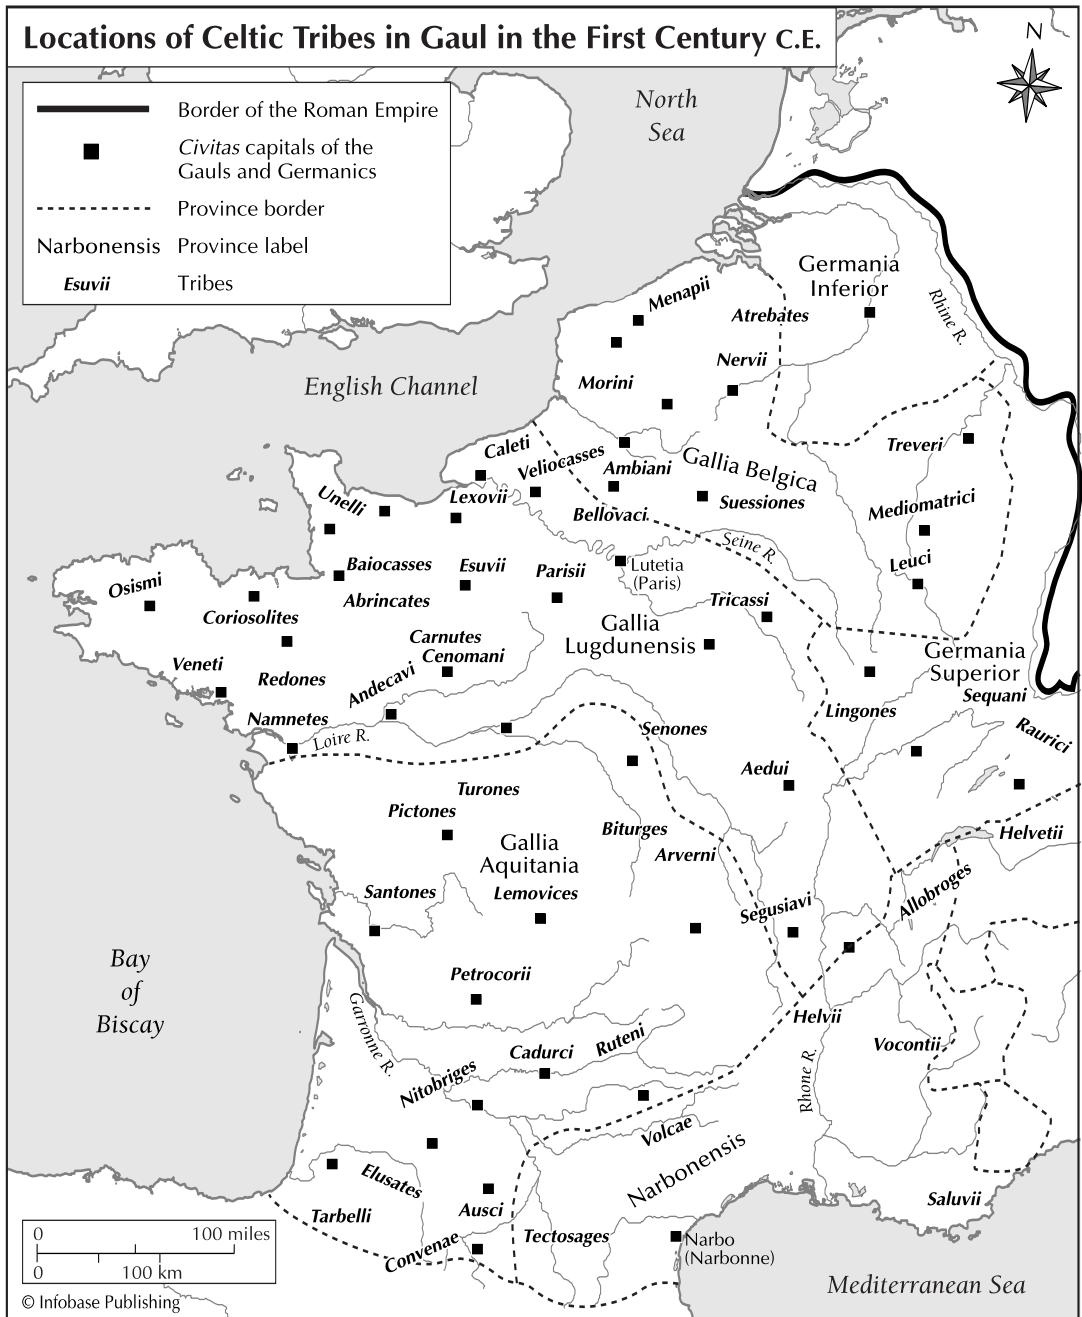 Locations of Celtic Tribes in Gaul in the First Century C.E.
Border of the Roman Empire
Civitas capitals of the
Gauls and Germanics
Province border
Narbonensis Province label
Esuvii Tribes
N
North
Sea
Germania
Inferior
Rhine R.
Menapii
Atrebates
Nervii
Morini
English Channel
Caleti
Veliocasses
Ambiani
Gallia Belgica
Treveri
Unelli
Lexovii
Bellovaci
Suessiones
Mediomatrici
Seine R.
Leuci
Baiocasses
Esuvii
Parisii
Lutetia
(Paris)
Osismi
Abrincates
Tricassi
Coriosolites
Carnutes
Cenomani
Gallia
Lugdunensis
Germania
Superior
Veneti
Redones
Andecavi
Sequani
Namnetes
Loire R.
Lingones
Senones
Raurici
Aedui
Turones
Pictones
Biturges
Helvetii
Gallia
Aquitania
Arverni
Santones
Lemovices
Segusiavi
Allobroges
Bay
of
Biscay
Petrocorii
Garronne R.
Helvii
Cadurci
Ruteni
Vocontii
Nitobriges
Rhone R.
Volcae
Narbonensis
Elusates
Tarbelli
Ausci
Saluvii
Convenae
Tectosages
Narbo
(Narbonne)
Mediterranean Sea
0 100 miles
0 100 km
© Infobase Publishing